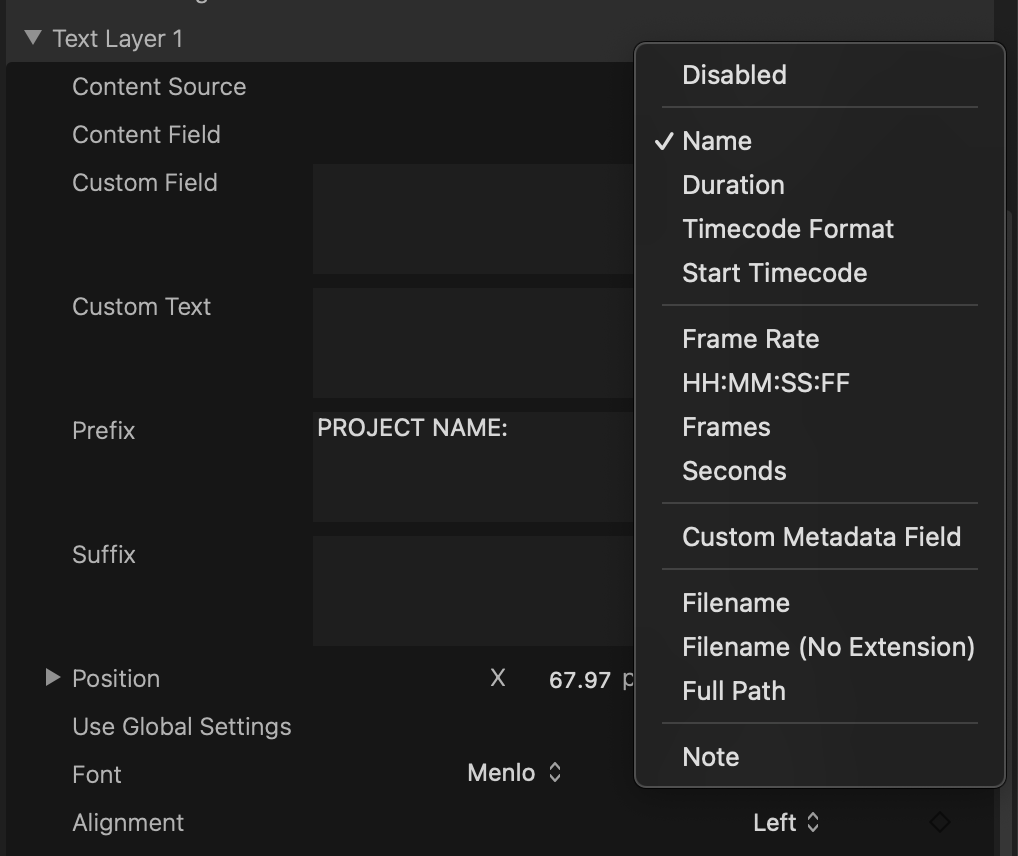 Text Layer 1
Content Source
Content Field
Custom Field
Custom Text
Prefix
PROJECT NAME:
Suffix
Position X 67.97 p
Use Global Settings
Font Menlo
Alignment Left
Disabled
Name
Duration
Timecode Format
Start Timecode
Frame Rate
HH:MM:SS:FF
Frames
Seconds
Custom Metadata Field
Filename
Filename (No Extension)
Full Path
Note